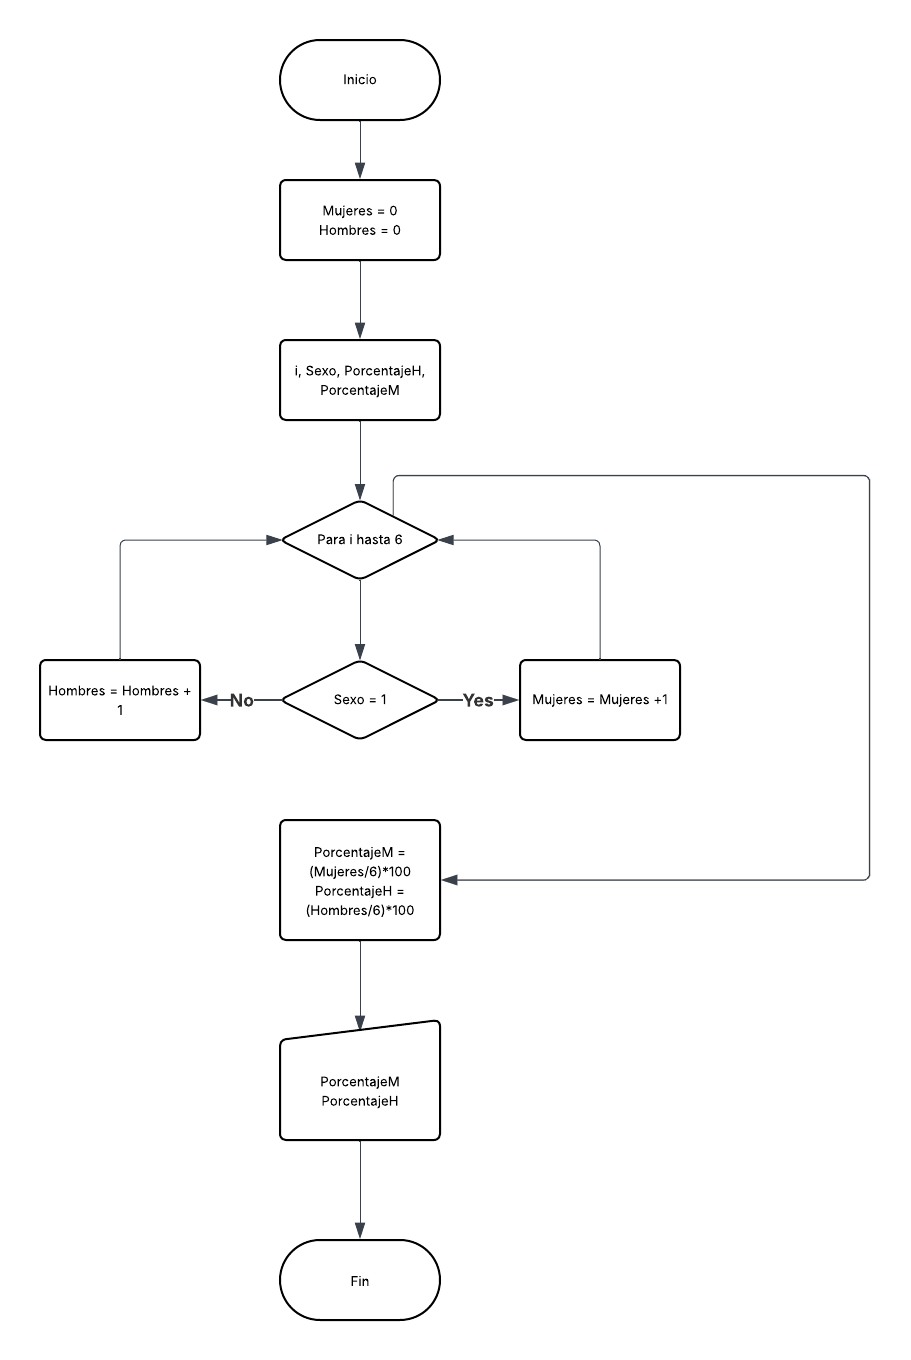 Inicio
Mujeres = 0
Hombres = 0
i, Sexo, PorcentajeH,
PorcentajeM
Para i hasta 6
Hombres = Hombres +
1
No
Sexo = 1
Yes
Mujeres = Mujeres +1
PorcentajeM =
(Mujeres/6)*100
PorcentajeH =
(Hombres/6)*100
PorcentajeM
PorcentajeH
Fin